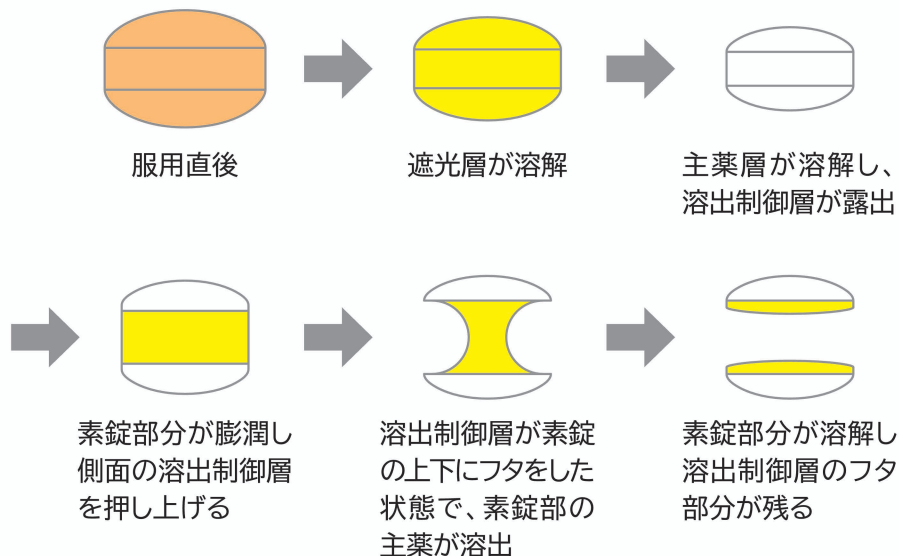 服用直後
遮光層が溶解
主薬層が溶解し、
溶出制御層が露出
素錠部分が膨潤し
側面の溶出制御層
を押し上げる
溶出制御層が素錠
の上下にフタをした
状態で、素錠部の
主薬が溶出
素錠部分が溶解し
溶出制御層のフタ
部分が残る